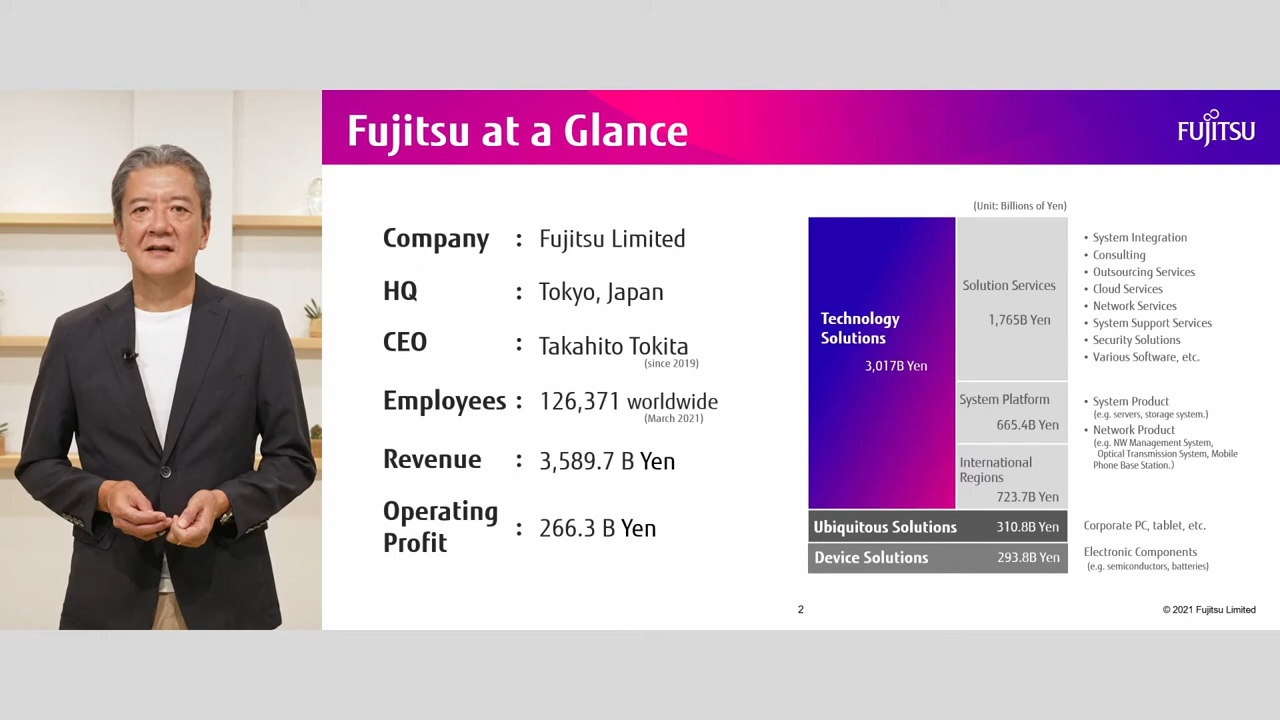 Fujitsu at a Glance
FUJITSU
Company : Fujitsu Limited
HQ : Tokyo, Japan
CEO : Takahito Tokita
(since 2019)
Employees : 126,371 worldwide
(March 2021)
Revenue : 3,589.7 B Yen
Operating
Profit : 266.3 B Yen
(Unit: Billions of Yen)
Technology
Solutions
3,017B Yen
Solution Services
1,765B Yen
• System Integration
• Consulting
• Outsourcing Services
• Cloud Services
• Network Services
• System Support Services
• Security Solutions
• Various Software, etc.
System Platform
665.4B Yen
• System Product
(e.g. servers, storage system.)
• Network Product
(e.g. NW Management System,
Optical Transmission System, Mobile
Phone Base Station.)
International
Regions
723.7B Yen
Ubiquitous Solutions 310.8B Yen
Corporate PC, tablet, etc.
Device Solutions 293.8B Yen
Electronic Components
(e.g. semiconductors, batteries)
2
© 2021 Fujitsu Limited